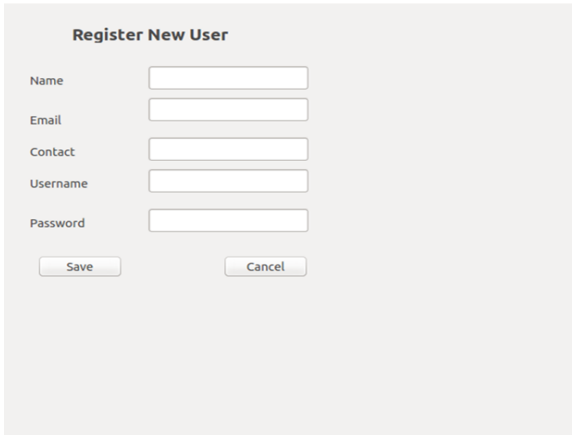 Register New User
Name
Email
Contact
Username
Password
Save Cancel